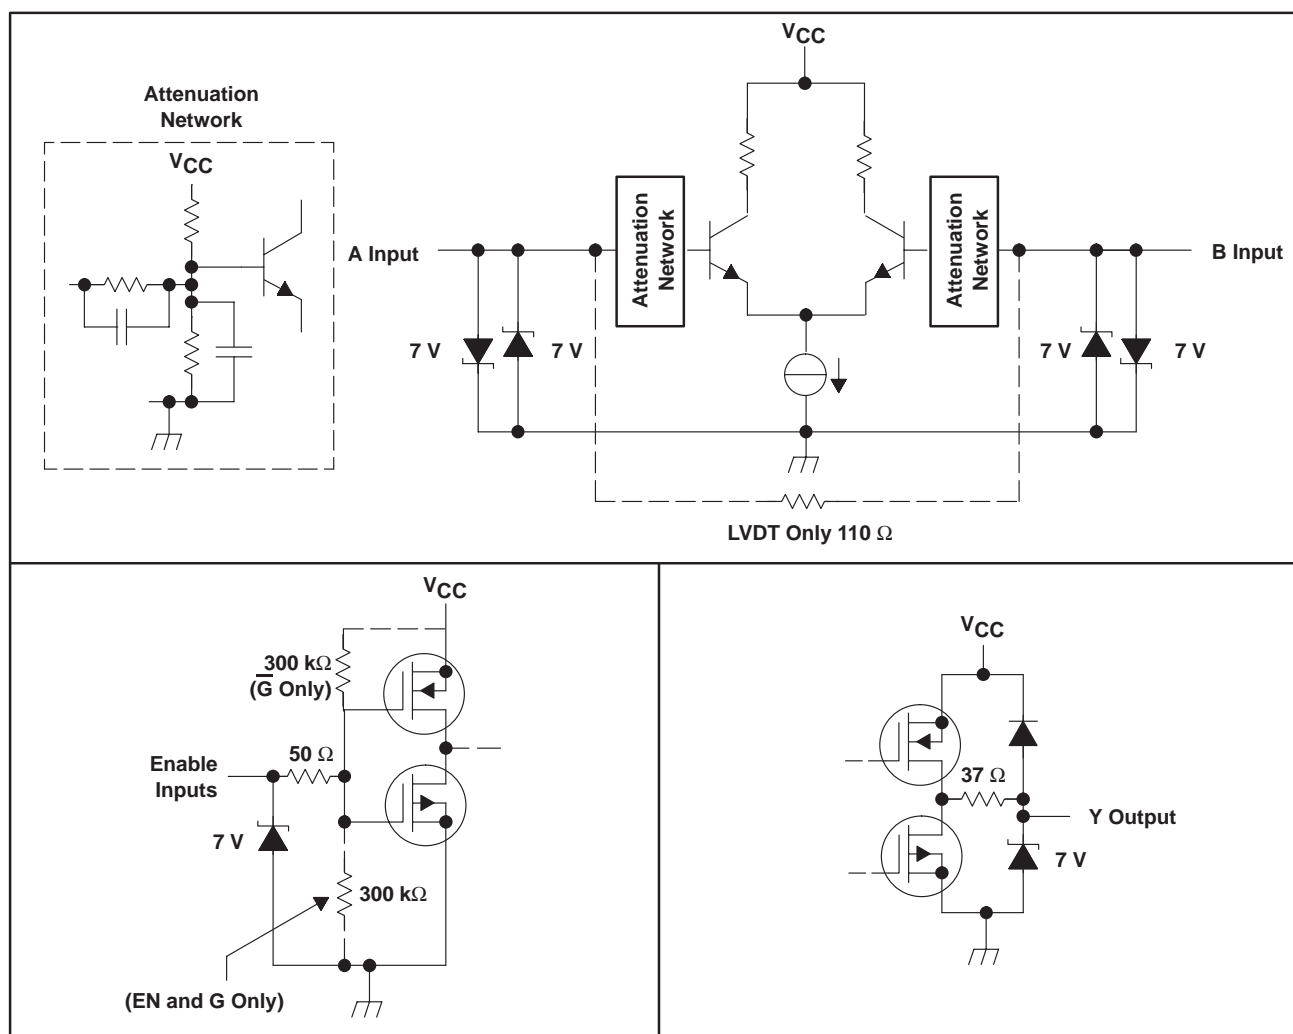 VCC
Attenuation
Network
VCC
A Input
Attenuation
Network
Attenuation
Network
B Input
7 V
7 V
7 V
7 V
LVDT Only 110 Ω
VCC
300 kΩ
(G̅ Only)
50 Ω
Enable
Inputs
7 V
300 kΩ
(EN and G Only)
VCC
37 Ω
Y Output
7 V